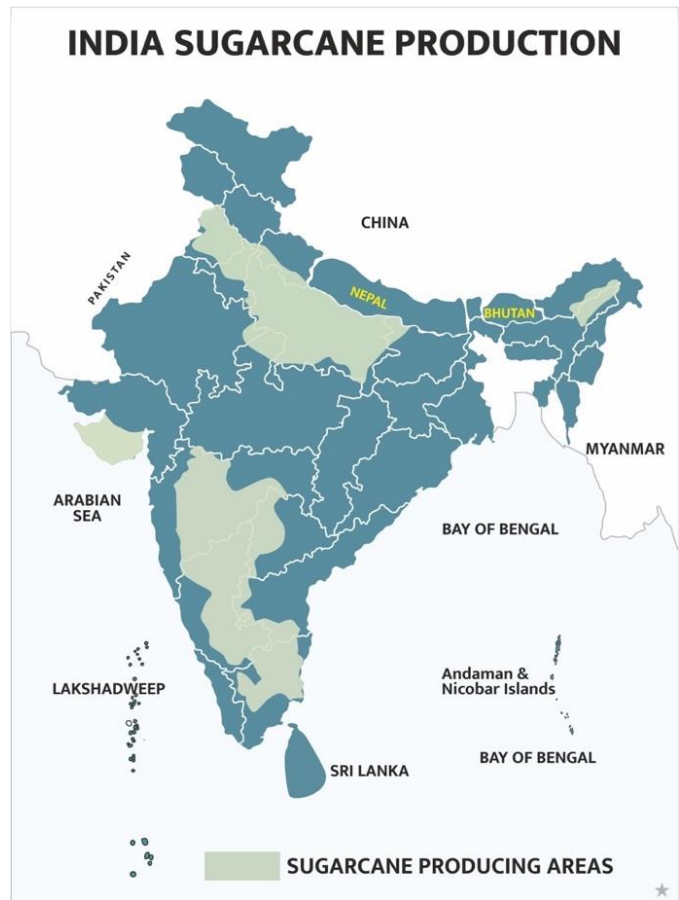 INDIA SUGARCANE PRODUCTION
CHINA
PAKISTAN
NEPAL
BHUTAN
MYANMAR
ARABIAN
SEA
BAY OF BENGAL
LAKSHADWEEP
Andaman &
Nicobar Islands
BAY OF BENGAL
SRI LANKA
SUGARCANE PRODUCING AREAS